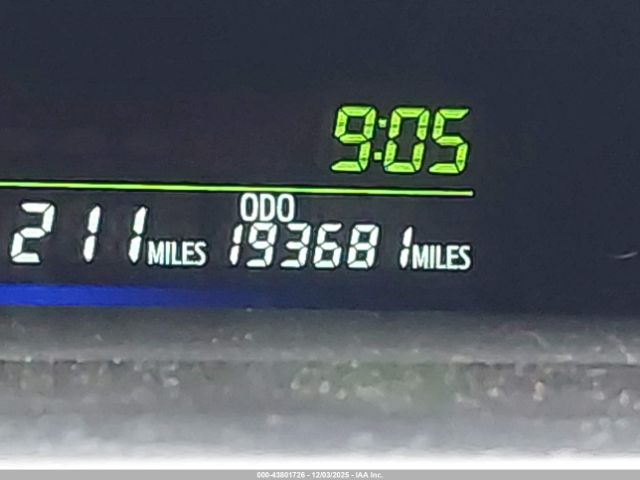 9:05
ODO
211 MILES 193681 MILES
000-43801726 - 12/03/2025 - IAA Inc.